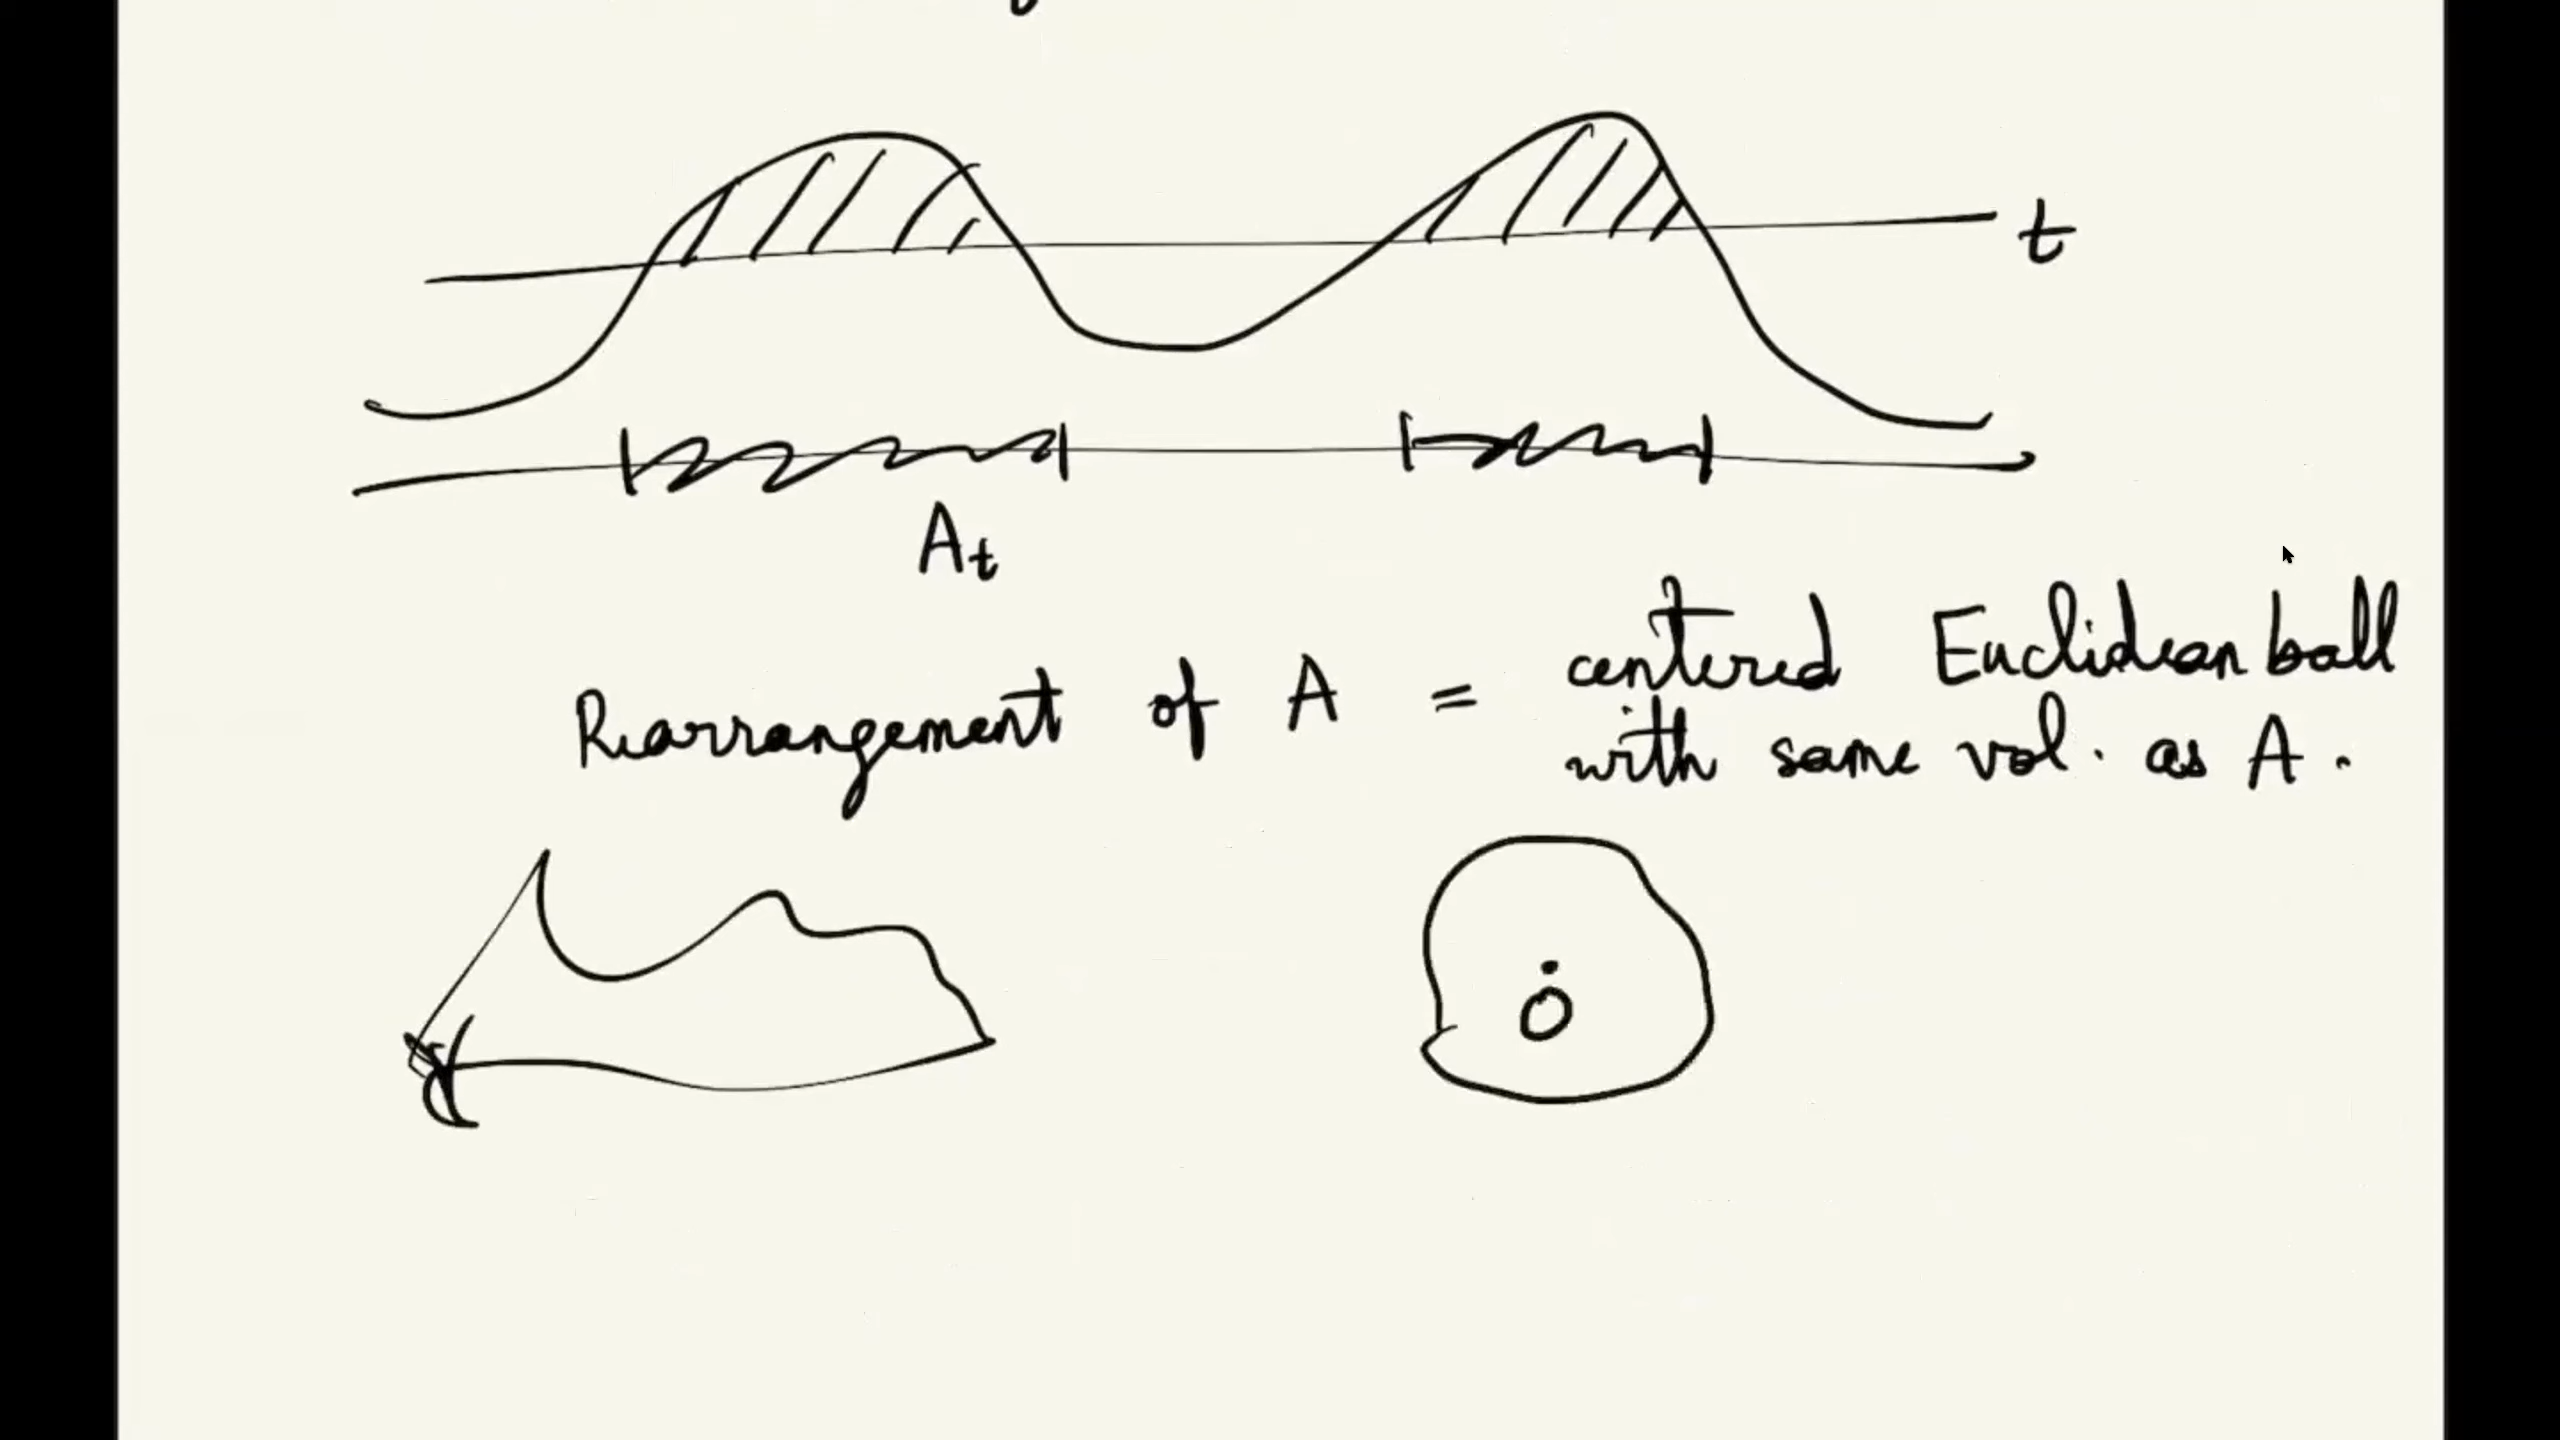 t
A_t
Rearrangement of A = centered Euclidean ball
with same vol. as A.
O